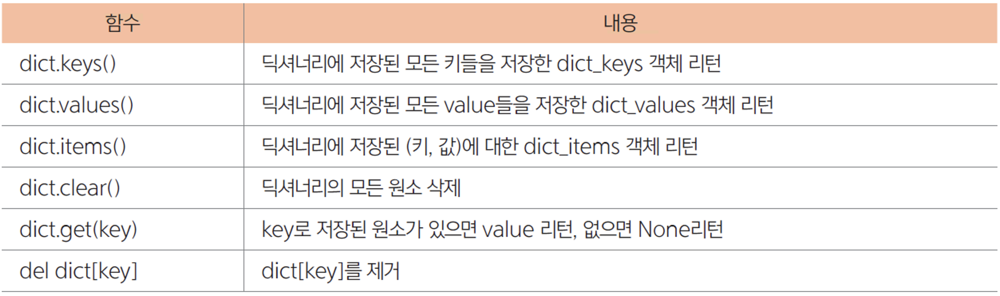 함수 내용
dict.keys() 딕셔너리에 저장된 모든 키들을 저장한 dict_keys 객체 리턴
dict.values() 딕셔너리에 저장된 모든 value들을 저장한 dict_values 객체 리턴
dict.items() 딕셔너리에 저장된 (키, 값)에 대한 dict_items 객체 리턴
dict.clear() 딕셔너리의 모든 원소 삭제
dict.get(key) key로 저장된 원소가 있으면 value 리턴, 없으면 None리턴
del dict[key] dict[key]를 제거